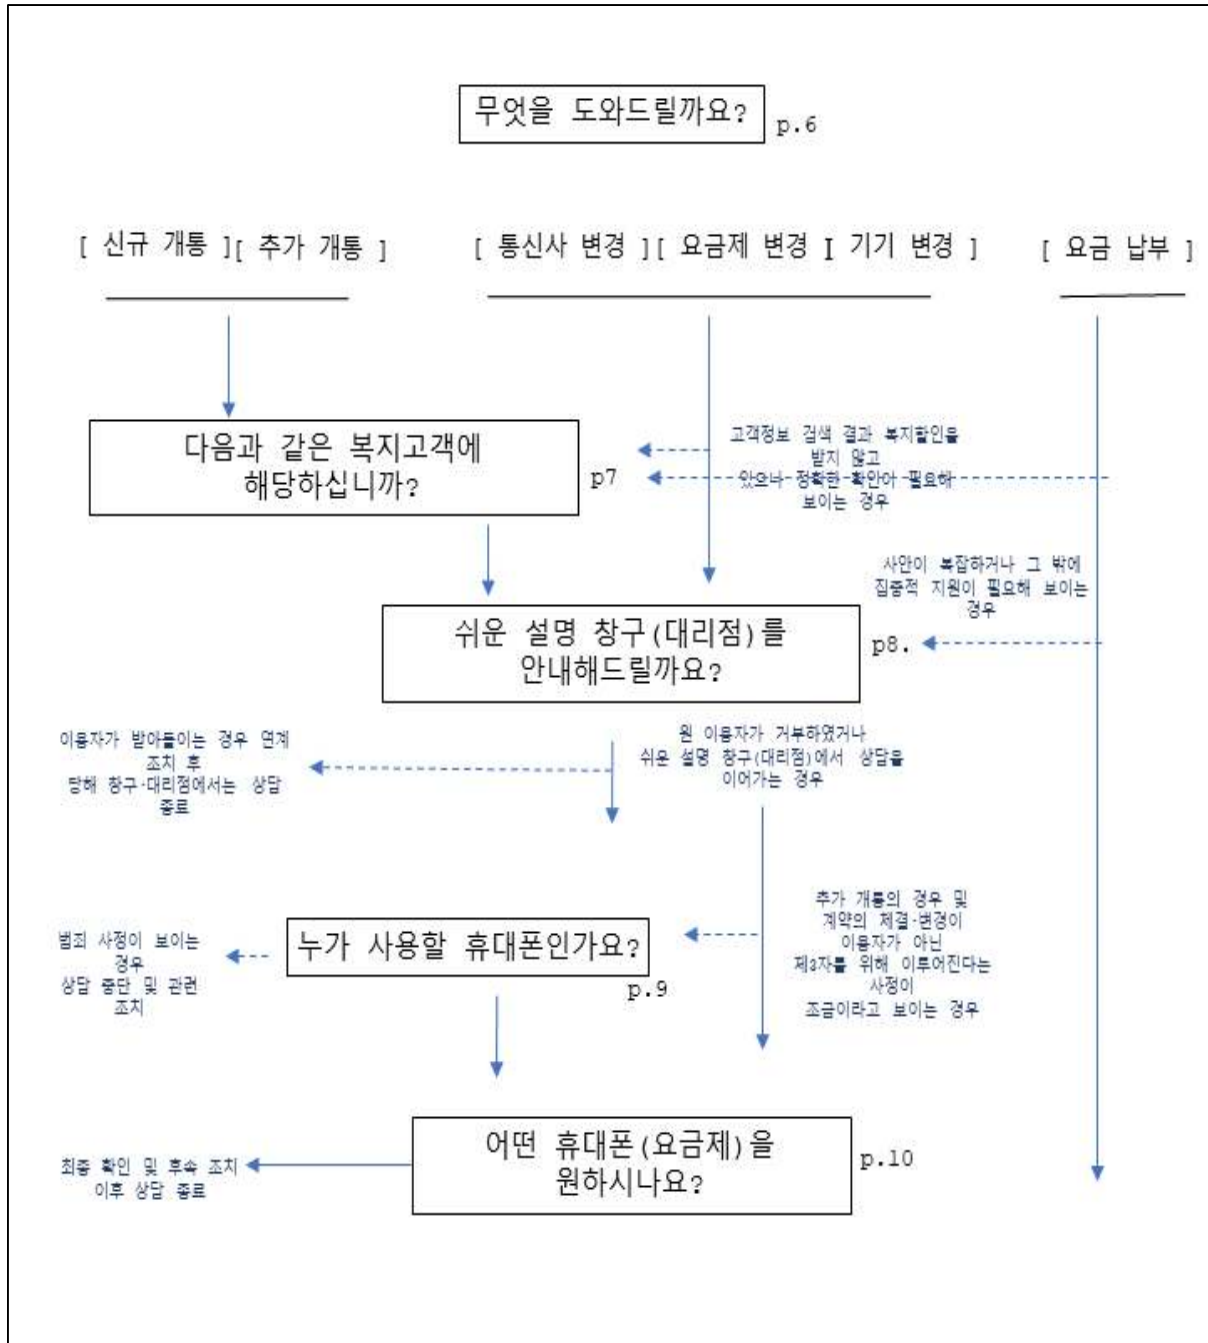 무엇을 도와드릴까요?
p.6
[ 신규 개통 ][ 추가 개통 ]
[ 통신사 변경 ][ 요금제 변경 I 기기 변경 ]
[ 요금 납부 ]
다음과 같은 복지고객에
해당하십니까?
p7
고객정보 검색 결과 복지할인을
받지 않고
있으나 정확한 확인이 필요해
보이는 경우
사안이 복잡하거나 그 밖에
집중적 지원이 필요해 보이는
경우
쉬운 설명 창구(대리점)를
안내해드릴까요?
p8.
이용자가 받아들이는 경우 연계
조치 후
당해 창구·대리점에서는 상담
종료
원 이용자가 거부하였거나
쉬운 설명 창구(대리점)에서 상담을
이어가는 경우
추가 개통의 경우 및
계약의 체결·변경이
이용자가 아닌
제3자를 위해 이루어진다는
사정이
조금이라고 보이는 경우
누가 사용할 휴대폰인가요?
p.9
범죄 사정이 보이는
경우
상담 중단 및 관련
조치
어떤 휴대폰(요금제)을
원하시나요?
p.10
최종 확인 및 후속 조치
이후 상담 종료